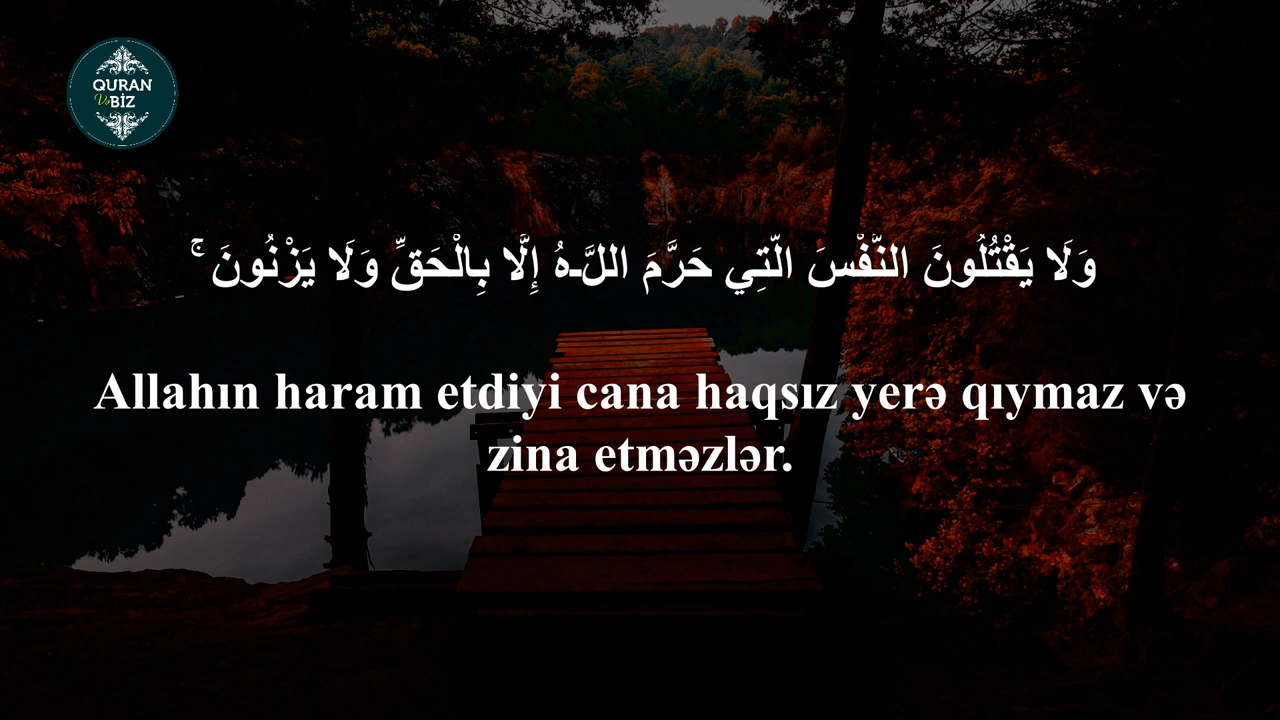 QURAN
Və BİZ
وَلَا يَقْتُلُونَ النَّفْسَ الَّتِي حَرَّمَ اللَّـهُ إِلَّا بِالْحَقِّ وَلَا يَزْنُونَ ۚ
Allahın haram etdiyi cana haqsız yerə qıymaz və
zina etməzlər.